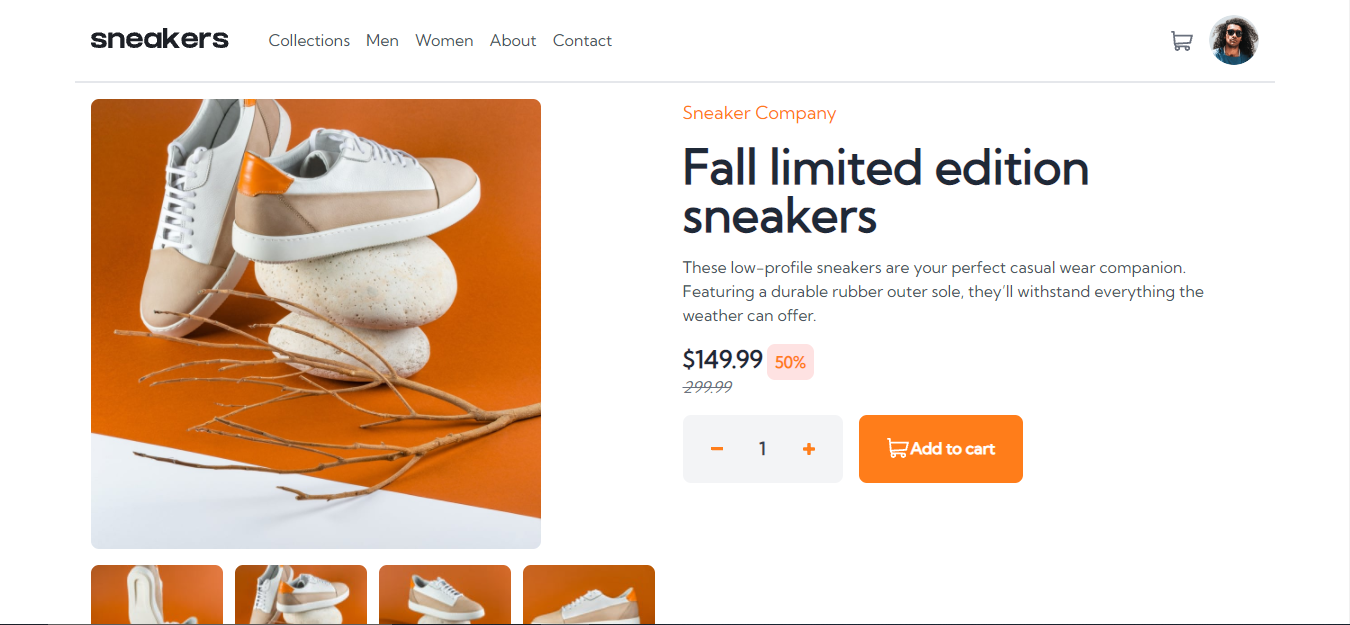 sneakers
Collections Men Women About Contact
Sneaker Company
Fall limited edition
sneakers
These low-profile sneakers are your perfect casual wear companion.
Featuring a durable rubber outer sole, they'll withstand everything the
weather can offer.
$149.99 50%
299.99
1
Add to cart